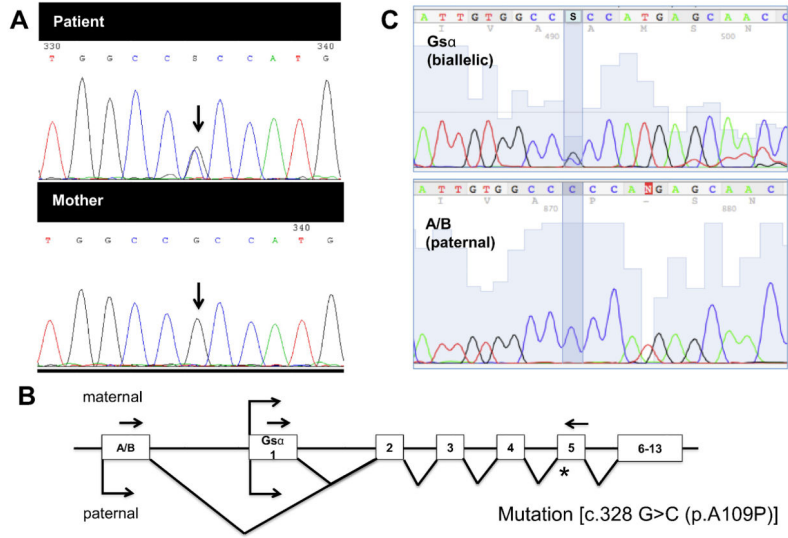 A
Patient
330 340
T G G C C S C C A T G
Mother
340
T G G C C G C C A T G
C
A T T G T G G C C S C C A T G A G C A A C C
I V A A M S N
490 500
Gsα
(biallelic)
A T T G T G G C C C C C A N G A G C A A C
I V A P – S N
870 880
A/B
(paternal)
B
maternal
A/B
Gsα
1
2
3
4
5
6-13
*
paternal
Mutation [c.328 G>C (p.A109P)]